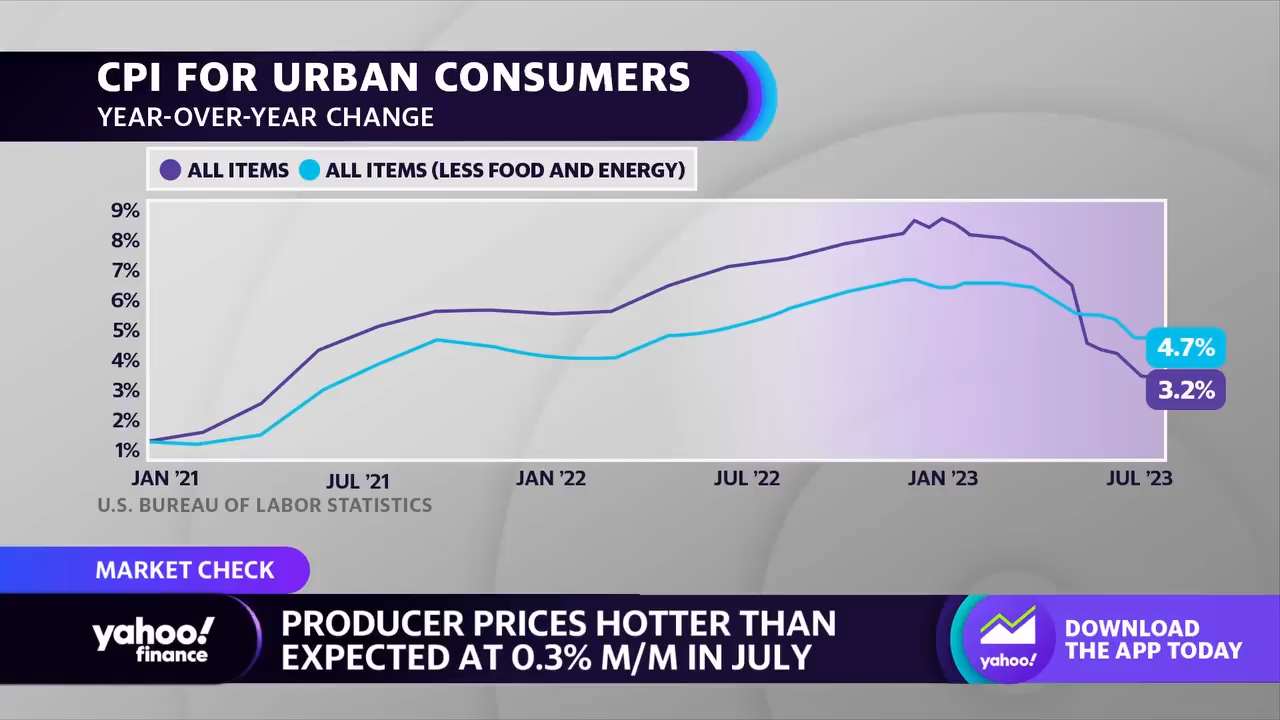 CPI FOR URBAN CONSUMERS
YEAR-OVER-YEAR CHANGE
ALL ITEMS ALL ITEMS (LESS FOOD AND ENERGY)
9%
8%
7%
6%
5%
4%
3%
2%
1%
4.7%
3.2%
JAN '21 JUL '21 JAN '22 JUL '22 JAN '23 JUL '23
U.S. BUREAU OF LABOR STATISTICS
MARKET CHECK
yahoo!
finance
PRODUCER PRICES HOTTER THAN
EXPECTED AT 0.3% M/M IN JULY
yahoo!
DOWNLOAD
THE APP TODAY